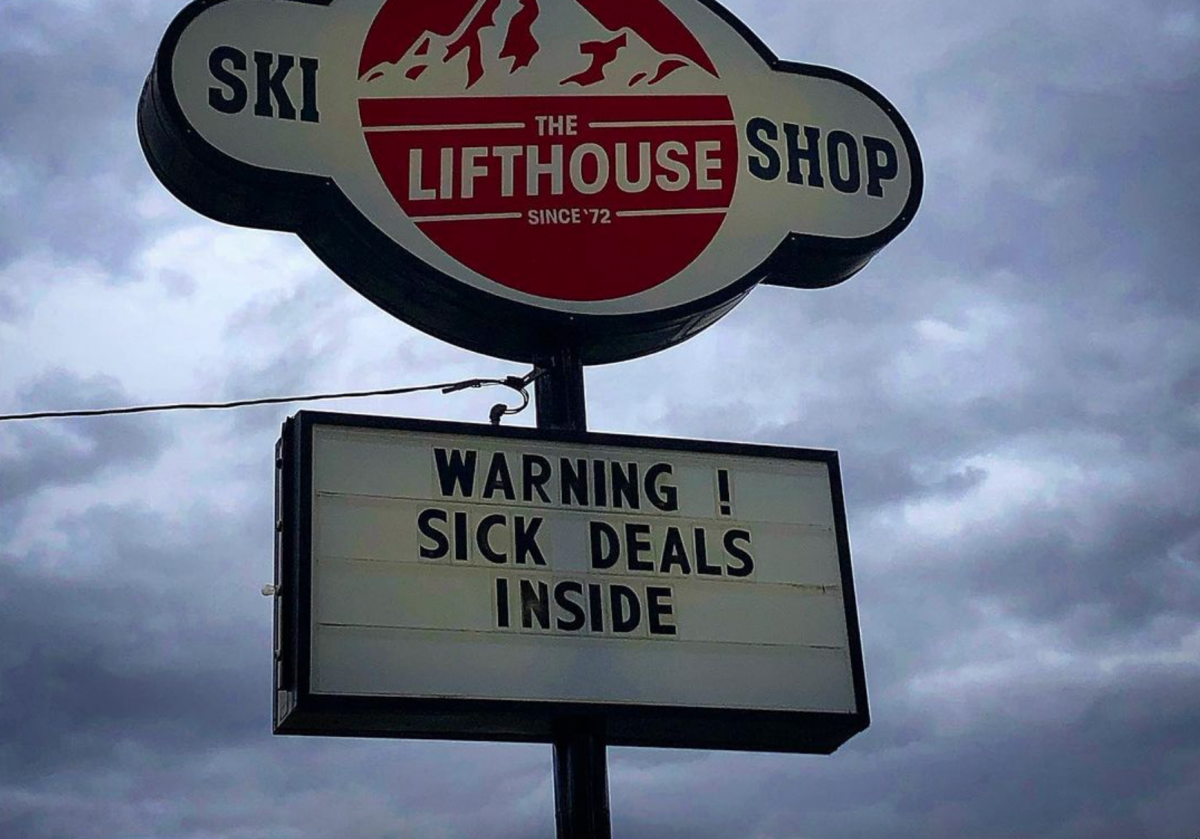 SKI
THE
LIFTHOUSE
SINCE '72
SHOP
WARNING !
SICK DEALS
INSIDE